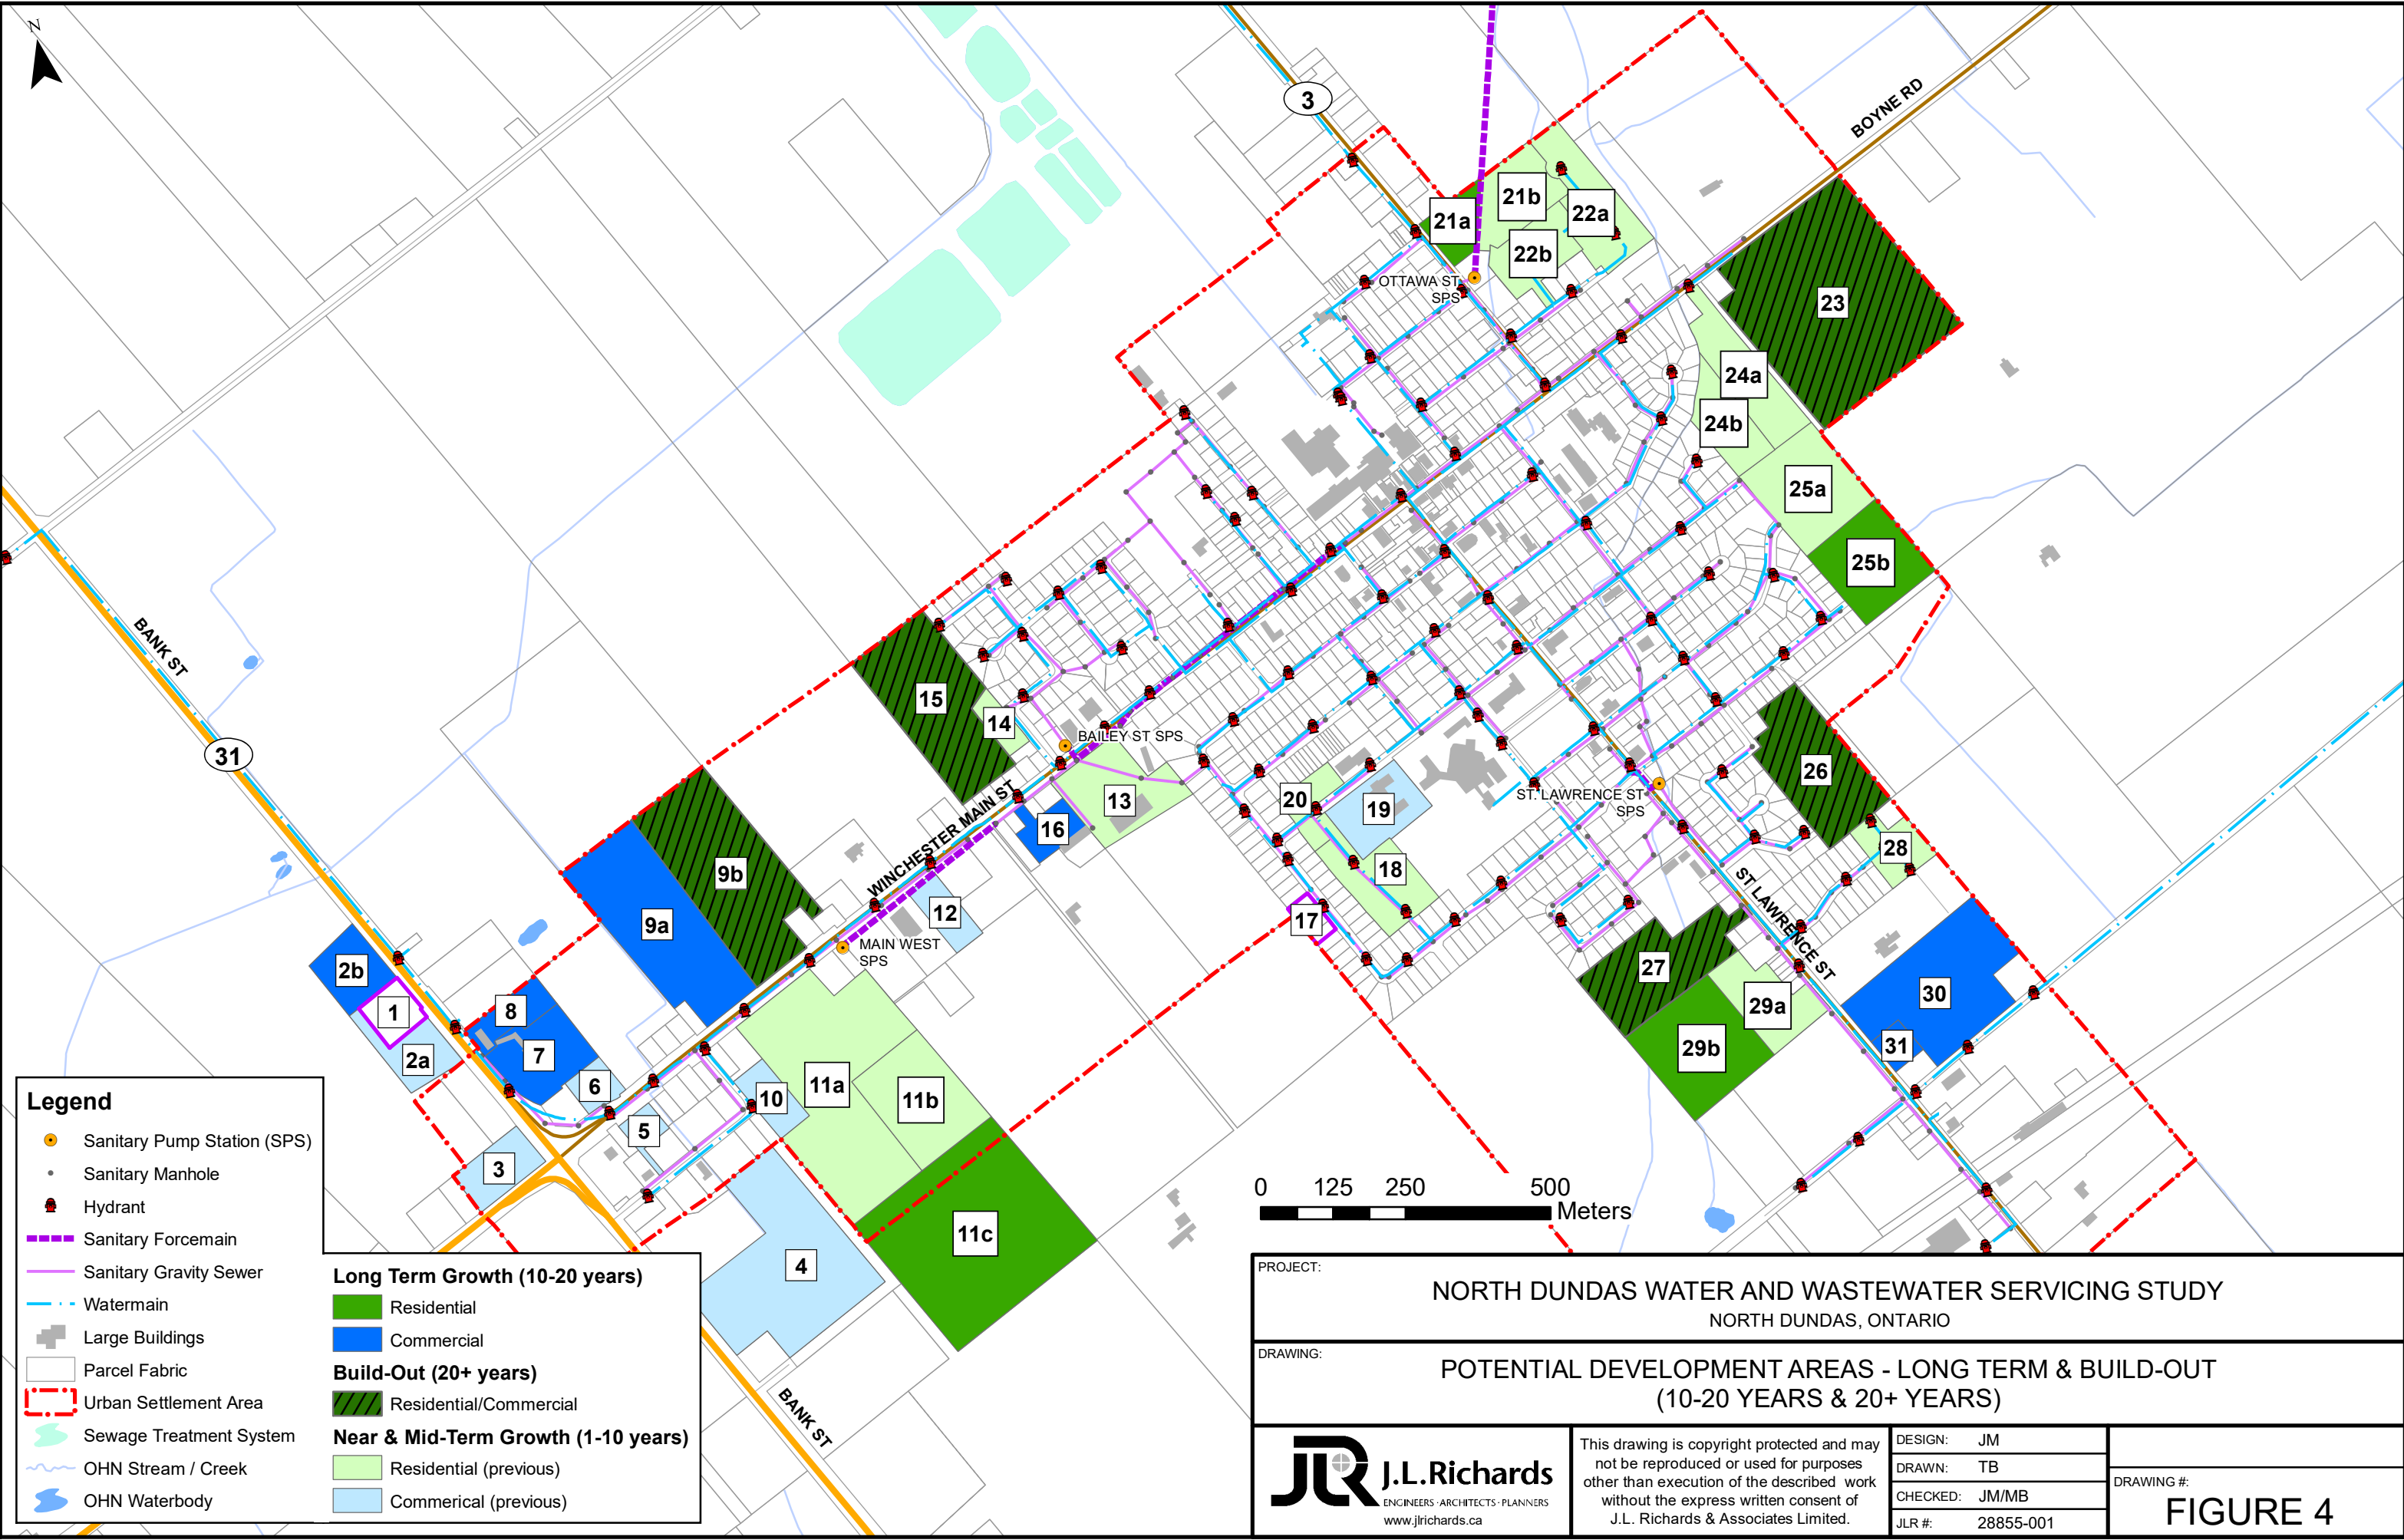 N
3
BOYNE RD
21a
21b
22a
22b
OTTAWA ST
SPS
23
24a
24b
25a
25b
BANK ST
31
15
14
BAILEY ST SPS
13
WINCHESTER MAIN ST
16
20
19
18
17
ST. LAWRENCE ST
SPS
26
28
9b
9a
12
MAIN WEST
SPS
ST LAWRENCE ST
27
29a
29b
30
31
2b
1
2a
8
7
6
5
3
10
11a
11b
11c
4
BANK ST
0 125 250 500
Meters
Legend
Sanitary Pump Station (SPS)
Sanitary Manhole
Hydrant
Sanitary Forcemain
Sanitary Gravity Sewer
Watermain
Large Buildings
Parcel Fabric
Urban Settlement Area
Sewage Treatment System
OHN Stream / Creek
OHN Waterbody
Long Term Growth (10-20 years)
Residential
Commercial
Build-Out (20+ years)
Residential/Commercial
Near & Mid-Term Growth (1-10 years)
Residential (previous)
Commerical (previous)
PROJECT:
NORTH DUNDAS WATER AND WASTEWATER SERVICING STUDY
NORTH DUNDAS, ONTARIO
DRAWING:
POTENTIAL DEVELOPMENT AREAS - LONG TERM & BUILD-OUT
(10-20 YEARS & 20+ YEARS)
JLR
J.L.Richards
ENGINEERS · ARCHITECTS · PLANNERS
www.jlrichards.ca
This drawing is copyright protected and may
not be reproduced or used for purposes
other than execution of the described work
without the express written consent of
J.L. Richards & Associates Limited.
DESIGN: JM
DRAWN: TB
CHECKED: JM/MB
JLR #: 28855-001
DRAWING #:
FIGURE 4